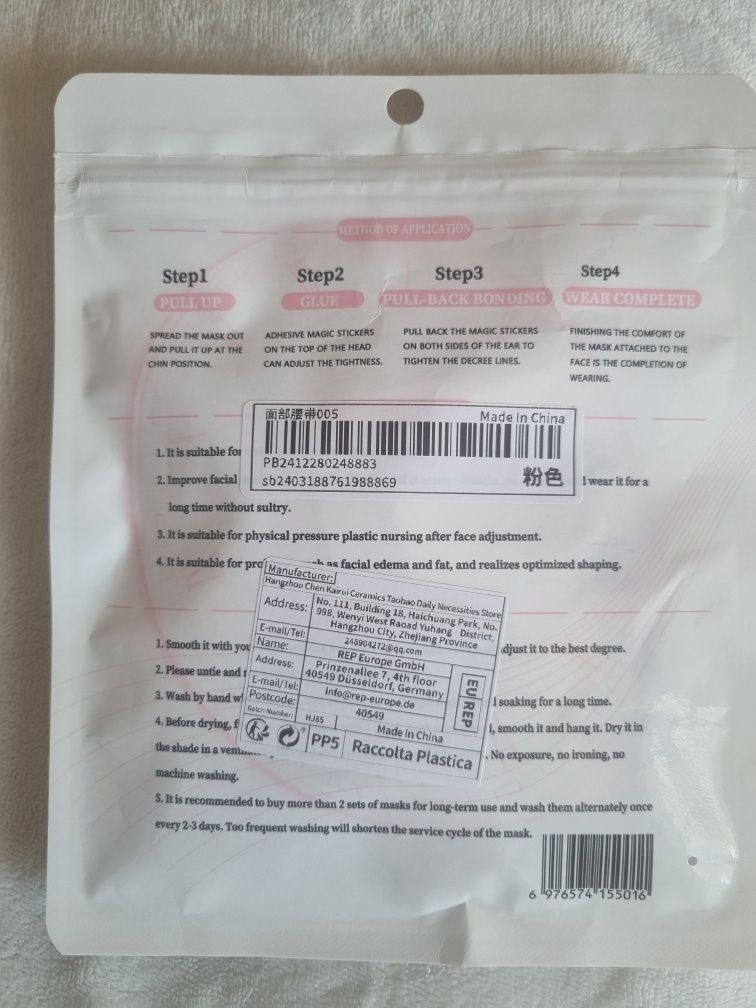 METHOD OF APPLICATION
Step1
PULL UP
SPREAD THE MASK OUT
AND PULL IT UP AT THE
CHIN POSITION.
Step2
GLUE
ADHESIVE MAGIC STICKERS
ON THE TOP OF THE HEAD
CAN ADJUST THE TIGHTNESS.
Step3
PULL-BACK BONDING
PULL BACK THE MAGIC STICKERS
ON BOTH SIDES OF THE EAR TO
TIGHTEN THE DECREE LINES.
Step4
WEAR COMPLETE
FINISHING THE COMFORT OF
THE MASK ATTACHED TO THE
FACE IS THE COMPLETION OF
WEARING.
面部腰带005 Made In China
PB2412280248883
sb2403188761988869 粉色
1. It is suitable for
2. Improve facial I wear it for a
long time without sultry.
3. It is suitable for physical pressure plastic nursing after face adjustment.
4. It is suitable for as facial edema and fat, and realizes optimized shaping.
Manufacturer:
Hangzhou Chen Kairui Ceramics Taobao Daily Necessities Store
Address: No. 111, Building 18, Haichuang Park, No.
998, Wenyi West Raoad Yuhang District,
Hangzhou City, Zhejiang Province
E-mail/Tel: 248904272@qq.com
Name: REP Europe GmbH
Address: Prinzenallee 7, 4th floor
40549 Düsseldorf, Germany
E-mail/Tel: Info@rep-europe.de
Postcode: 40549
Batch Number: HJ85 Made In China
EU REP
PP5 Raccolta Plastica
1. Smooth it with you djust it to the best degree.
2. Please untie and
3. Wash by hand soaking for a long time.
4. Before drying, smooth it and hang it. Dry it in
the shade in a . No exposure, no ironing, no
machine washing.
5. It is recommended to buy more than 2 sets of masks for long-term use and wash them alternately once
every 2-3 days. Too frequent washing will shorten the service cycle of the mask.
6 976574 155016